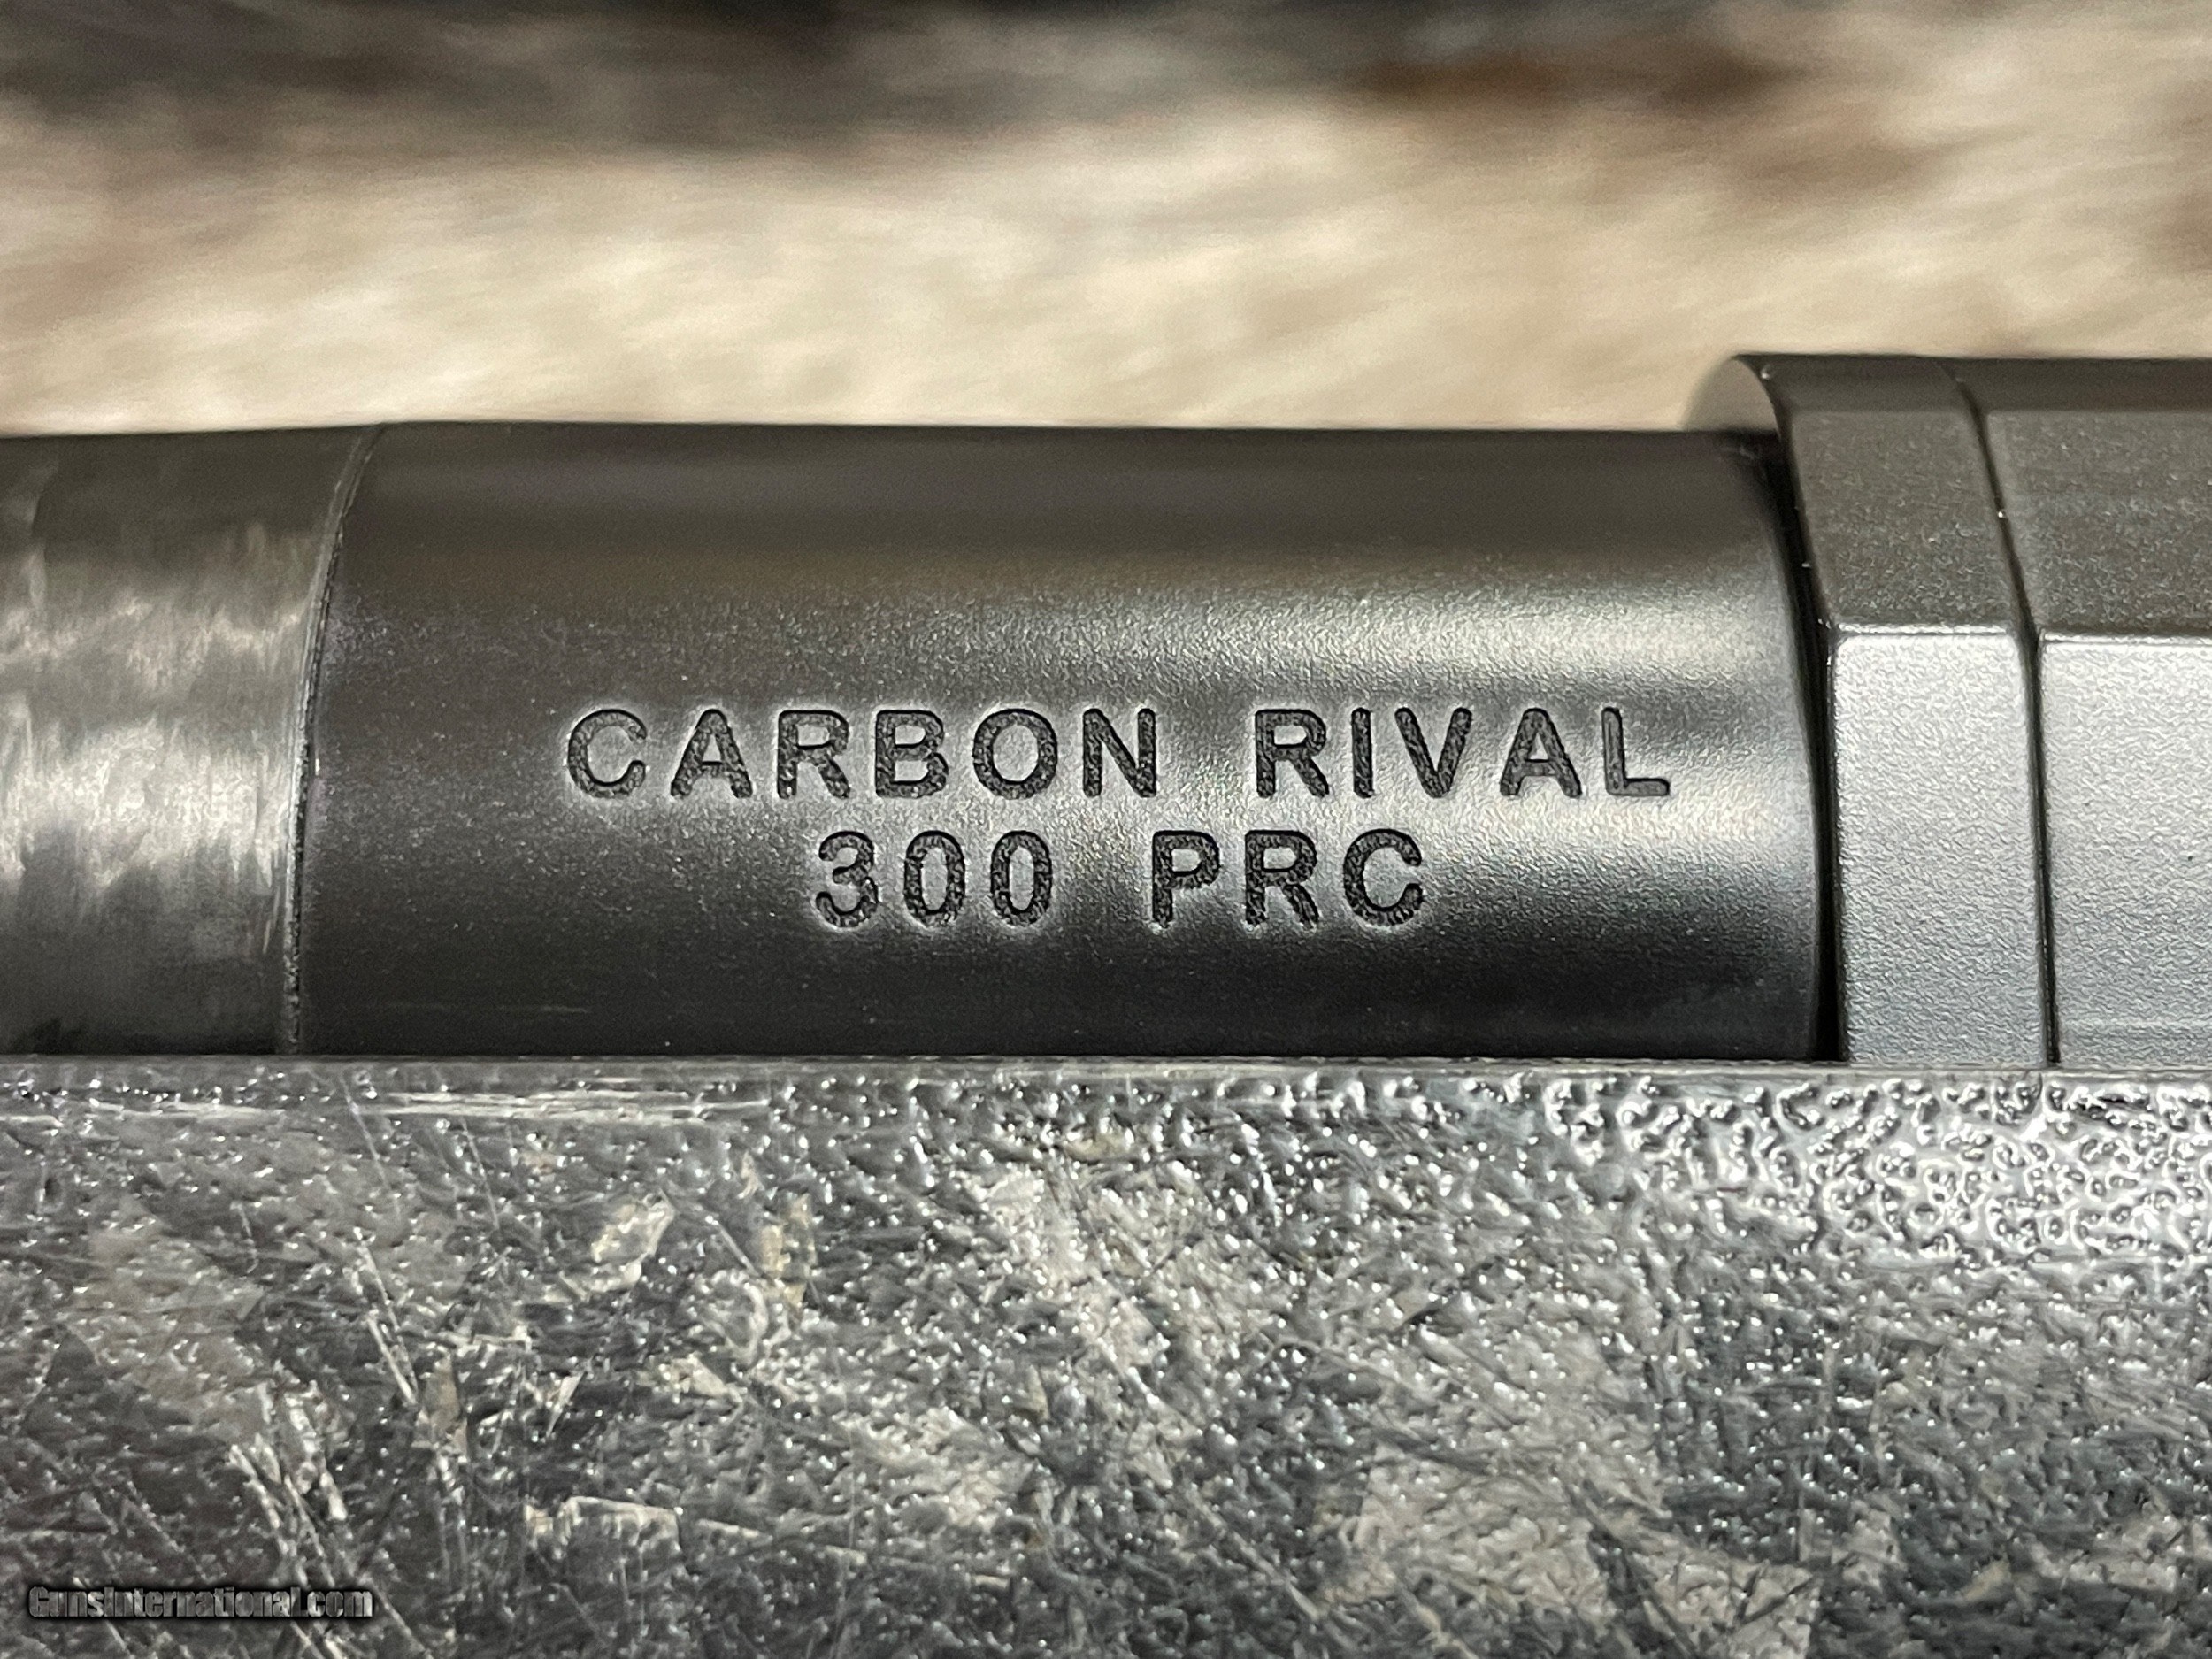 CARBON RIVAL
300 PRC
GunsInternational.com